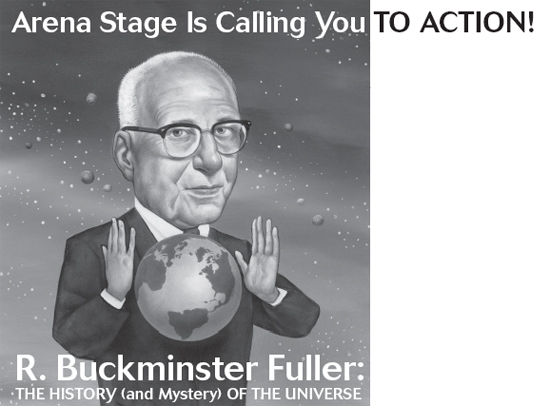 Arena Stage Is Calling You TO ACTION!
R. Buckminster Fuller:
THE HISTORY (and Mystery) OF THE UNIVERSE